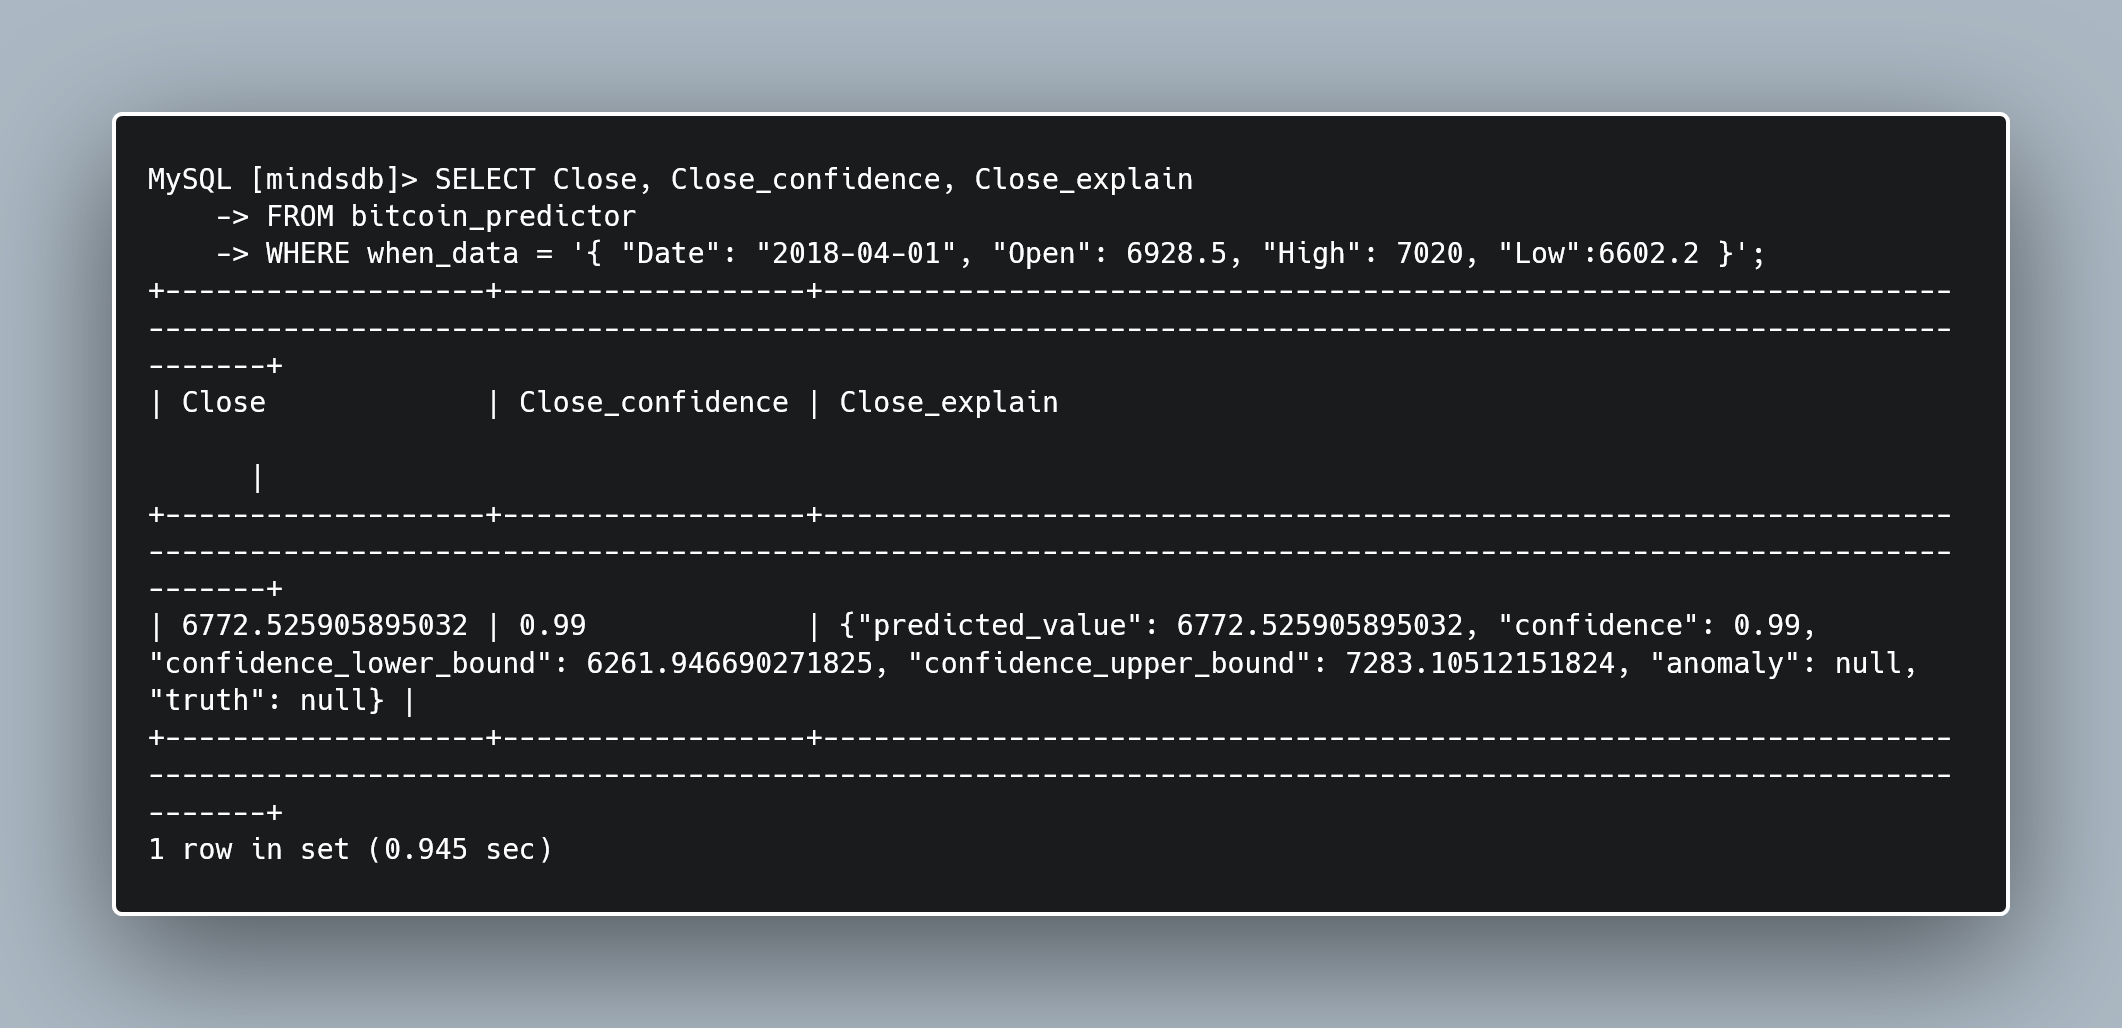 MySQL [mindsdb]> SELECT Close, Close_confidence, Close_explain
    -> FROM bitcoin_predictor
    -> WHERE when_data = '{ "Date": "2018-04-01", "Open": 6928.5, "High": 7020, "Low":6602.2 }';
+-------------------+------------------+-------------------------------------------------------------------
-----------------------------------------------------------------------------------------------------------
-------+
| Close             | Close_confidence | Close_explain

      |
+-------------------+------------------+-------------------------------------------------------------------
-----------------------------------------------------------------------------------------------------------
-------+
| 6772.525905895032 | 0.99             | {"predicted_value": 6772.525905895032, "confidence": 0.99,
"confidence_lower_bound": 6261.946690271825, "confidence_upper_bound": 7283.10512151824, "anomaly": null,
"truth": null} |
+-------------------+------------------+-------------------------------------------------------------------
-----------------------------------------------------------------------------------------------------------
-------+
1 row in set (0.945 sec)